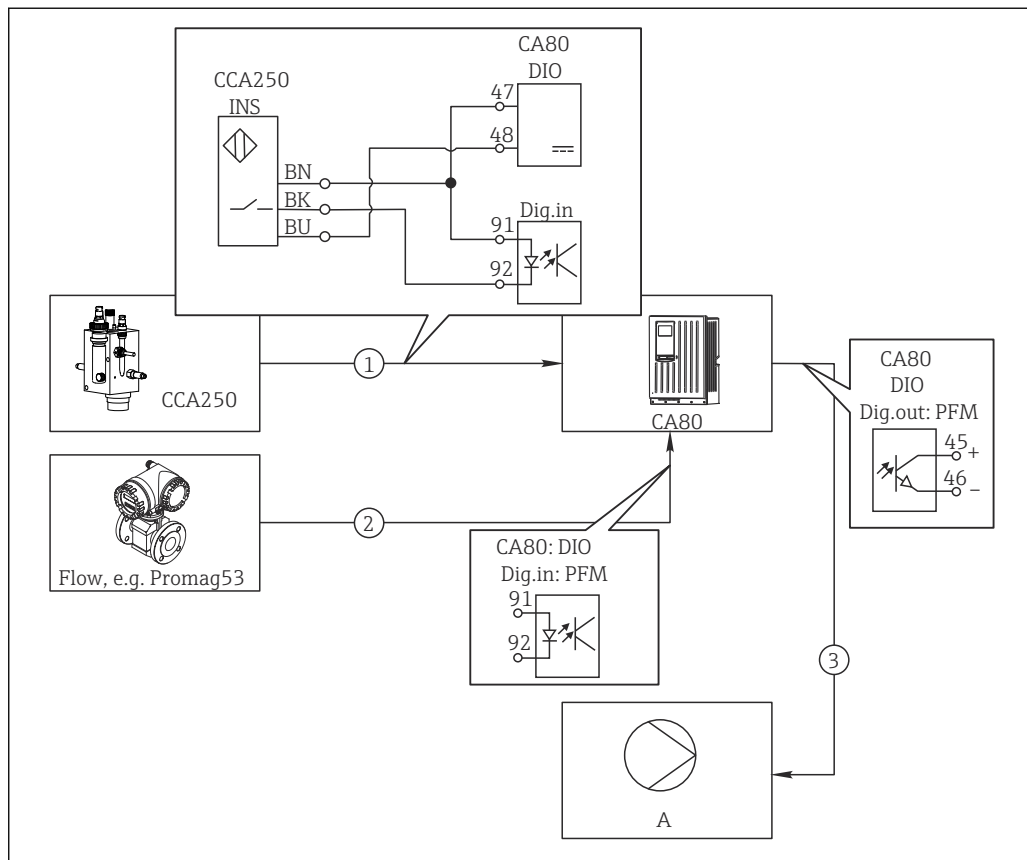 CA80
DIO
CCA250
INS
47
48
BN
BK
BU
Dig.in
91
92
CCA250
1
CA80
CA80
DIO
Dig.out: PFM
45 +
46 –
Flow, e.g. Promag53
2
CA80: DIO
Dig.in: PFM
91
92
3
A